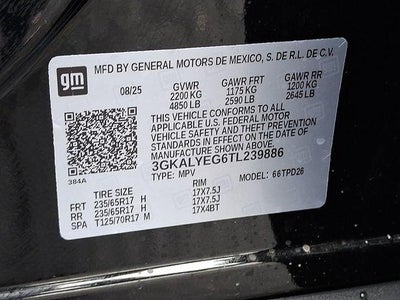 gm
MFD BY GENERAL MOTORS DE MEXICO, S. DE R.L. DE C.V.
08/25 GVWR GAWR FRT GAWR RR
2200 KG 1175 KG 1200 KG
4850 LB 2590 LB 2645 LB
THIS VEHICLE CONFORMS TO ALL
APPLICABLE U.S. FEDERAL MOTOR
VEHICLE SAFETY AND THEFT
PREVENTION STANDARDS IN EFFECT
ON THE DATE OF MANUFACTURE
SHOWN ABOVE.
3GKALYEG6TL239886
384A
TYPE: MPV MODEL: 66TPD26
TIRE SIZE RIM
FRT 235/65R17 H 17X7.5J
RR 235/65R17 H 17X7.5J
SPA T125/70R17 M 17X4BT